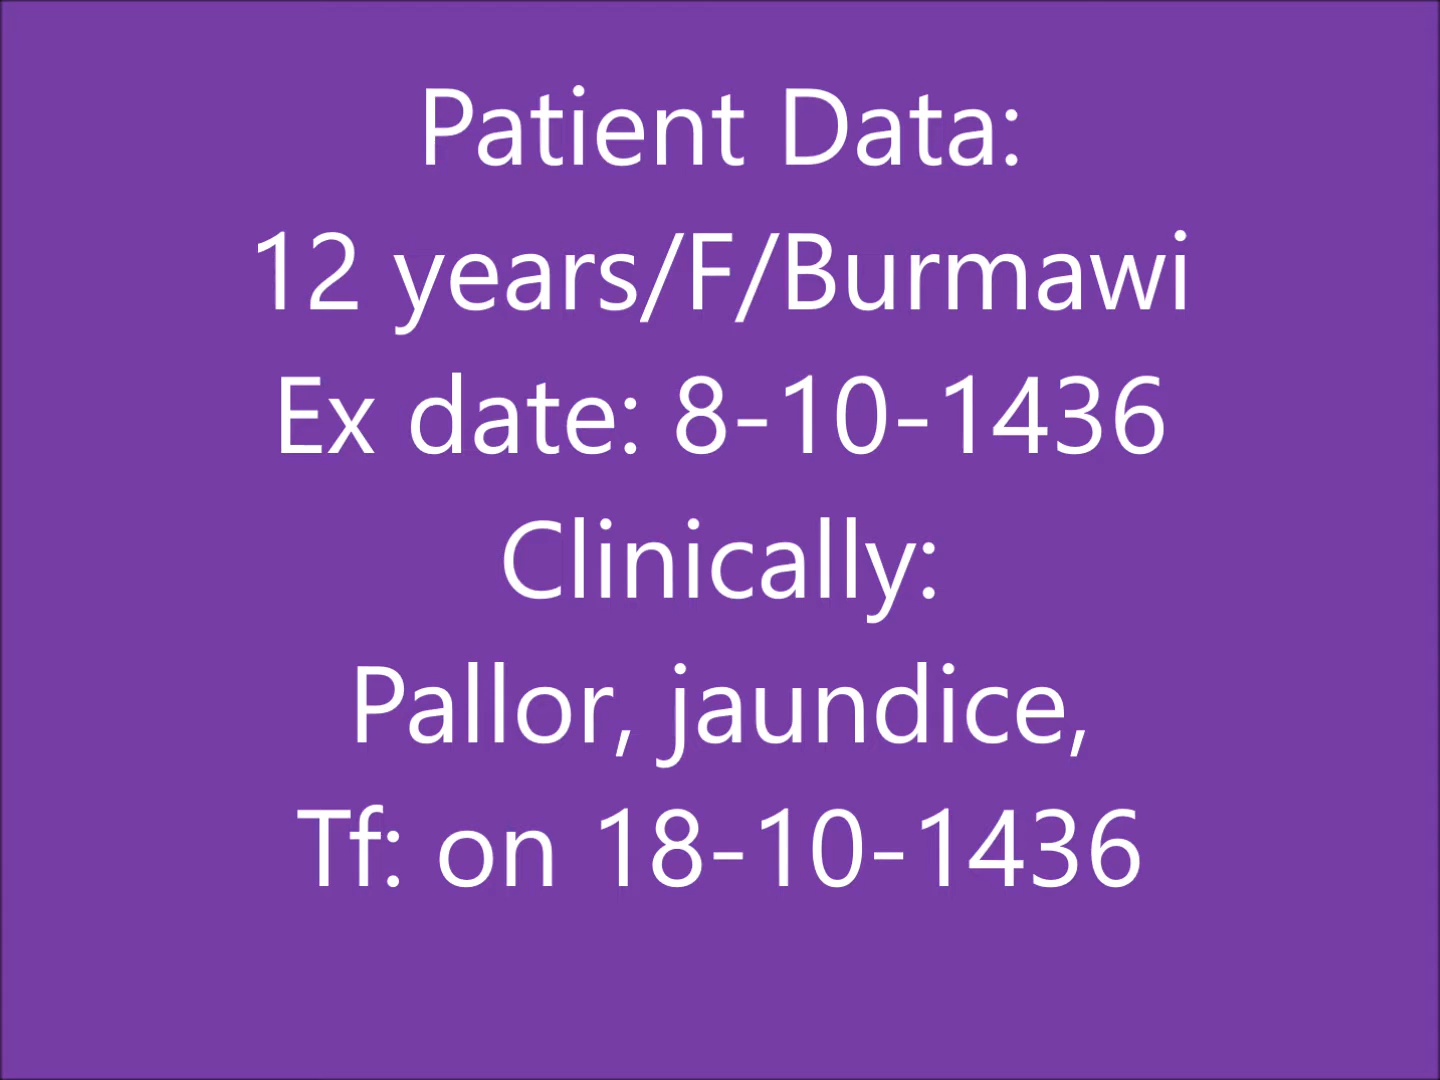 Patient Data:
12 years/F/Burmawi
Ex date: 8-10-1436
Clinically:
Pallor, jaundice,
Tf: on 18-10-1436